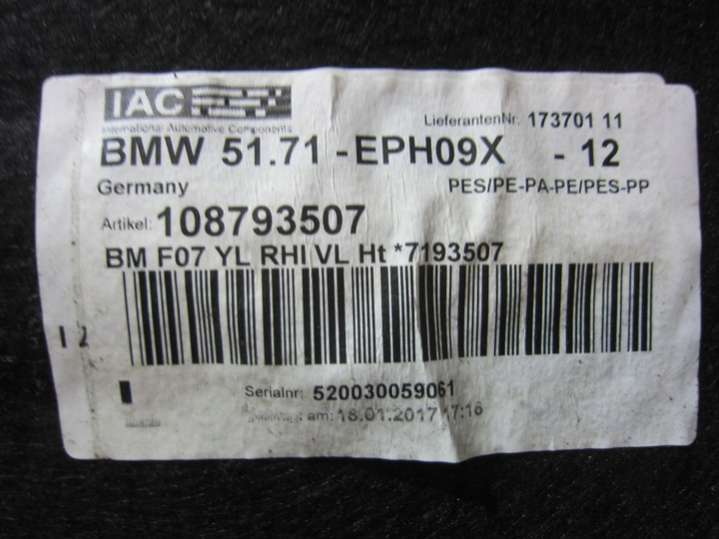 IAC
International Automotive Components
LieferantenNr. 173701 11
BMW 51.71 -EPH09X - 12
Germany PES/PE-PA-PE/PES-PP
Artikel: 108793507
BM F07 YL RHI VL Ht *7193507
12
Serialnr: 520030059061
am: 18.01.2017 17:16